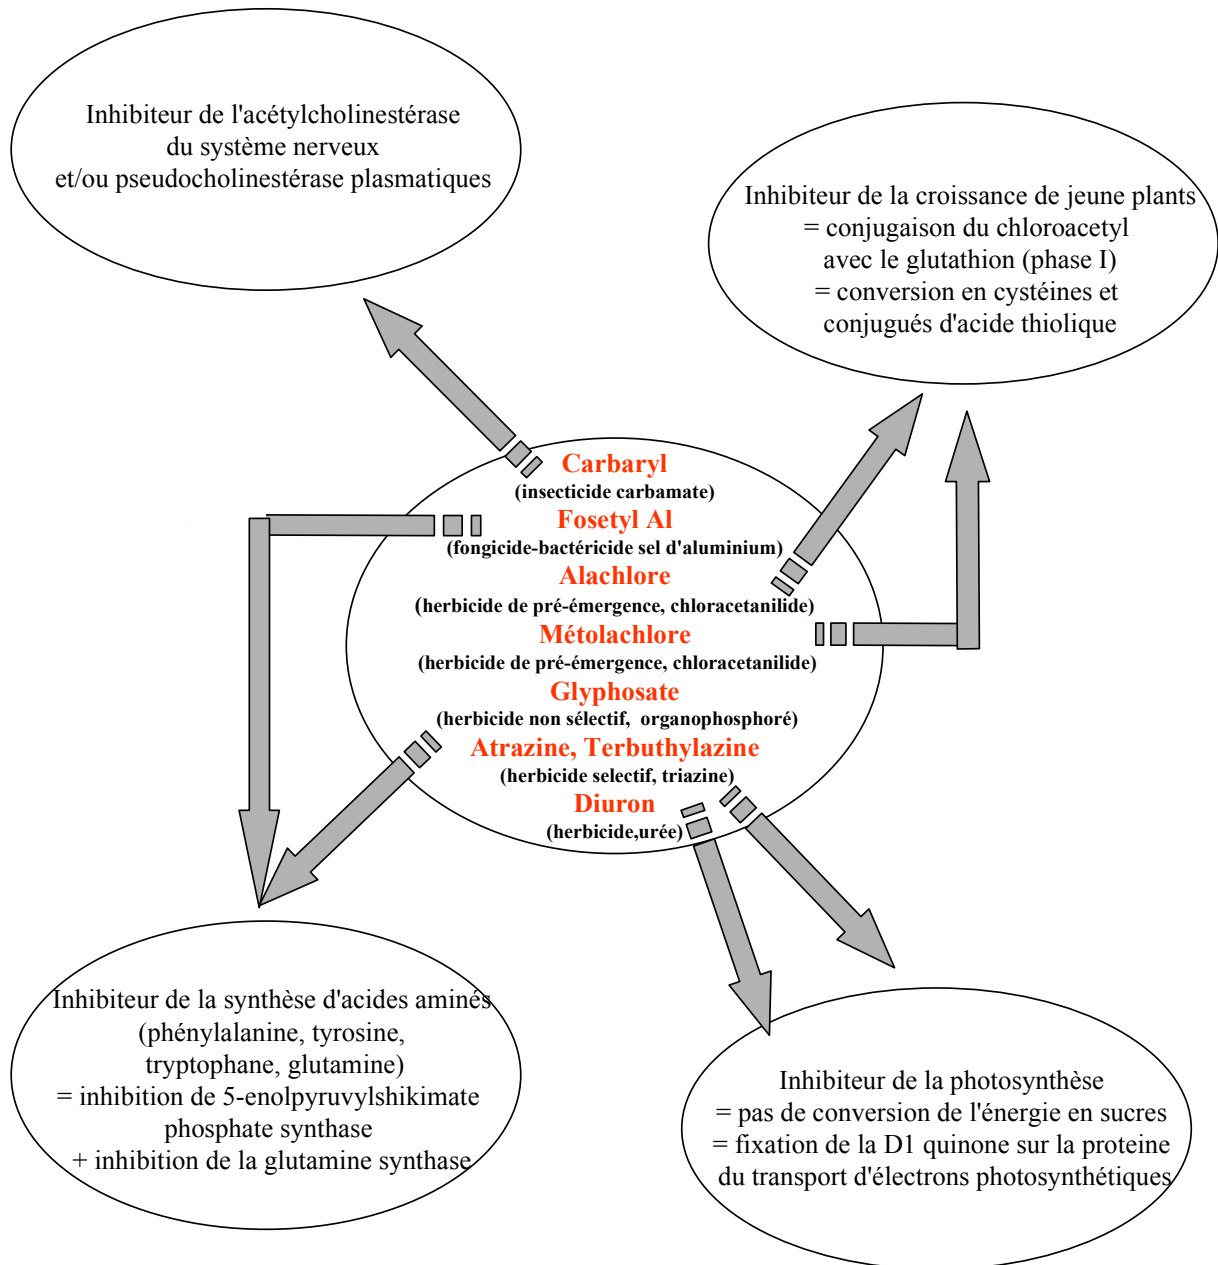 Inhibiteur de l'acétylcholinestérase
du système nerveux
et/ou pseudocholinestérase plasmatiques
Inhibiteur de la croissance de jeune plants
= conjugaison du chloroacetyl
avec le glutathion (phase I)
= conversion en cystéines et
conjugués d'acide thiolique
Carbaryl
(insecticide carbamate)
Fosetyl Al
(fongicide-bactéricide sel d'aluminium)
Alachlore
(herbicide de pré-émergence, chloracetanilide)
Métolachlore
(herbicide de pré-émergence, chloracetanilide)
Glyphosate
(herbicide non sélectif, organophosphoré)
Atrazine, Terbuthylazine
(herbicide selectif, triazine)
Diuron
(herbicide,urée)
Inhibiteur de la synthèse d'acides aminés
(phénylalanine, tyrosine,
tryptophane, glutamine)
= inhibition de 5-enolpyruvylshikimate
phosphate synthase
+ inhibition de la glutamine synthase
Inhibiteur de la photosynthèse
= pas de conversion de l'énergie en sucres
= fixation de la D1 quinone sur la proteine
du transport d'électrons photosynthétiques